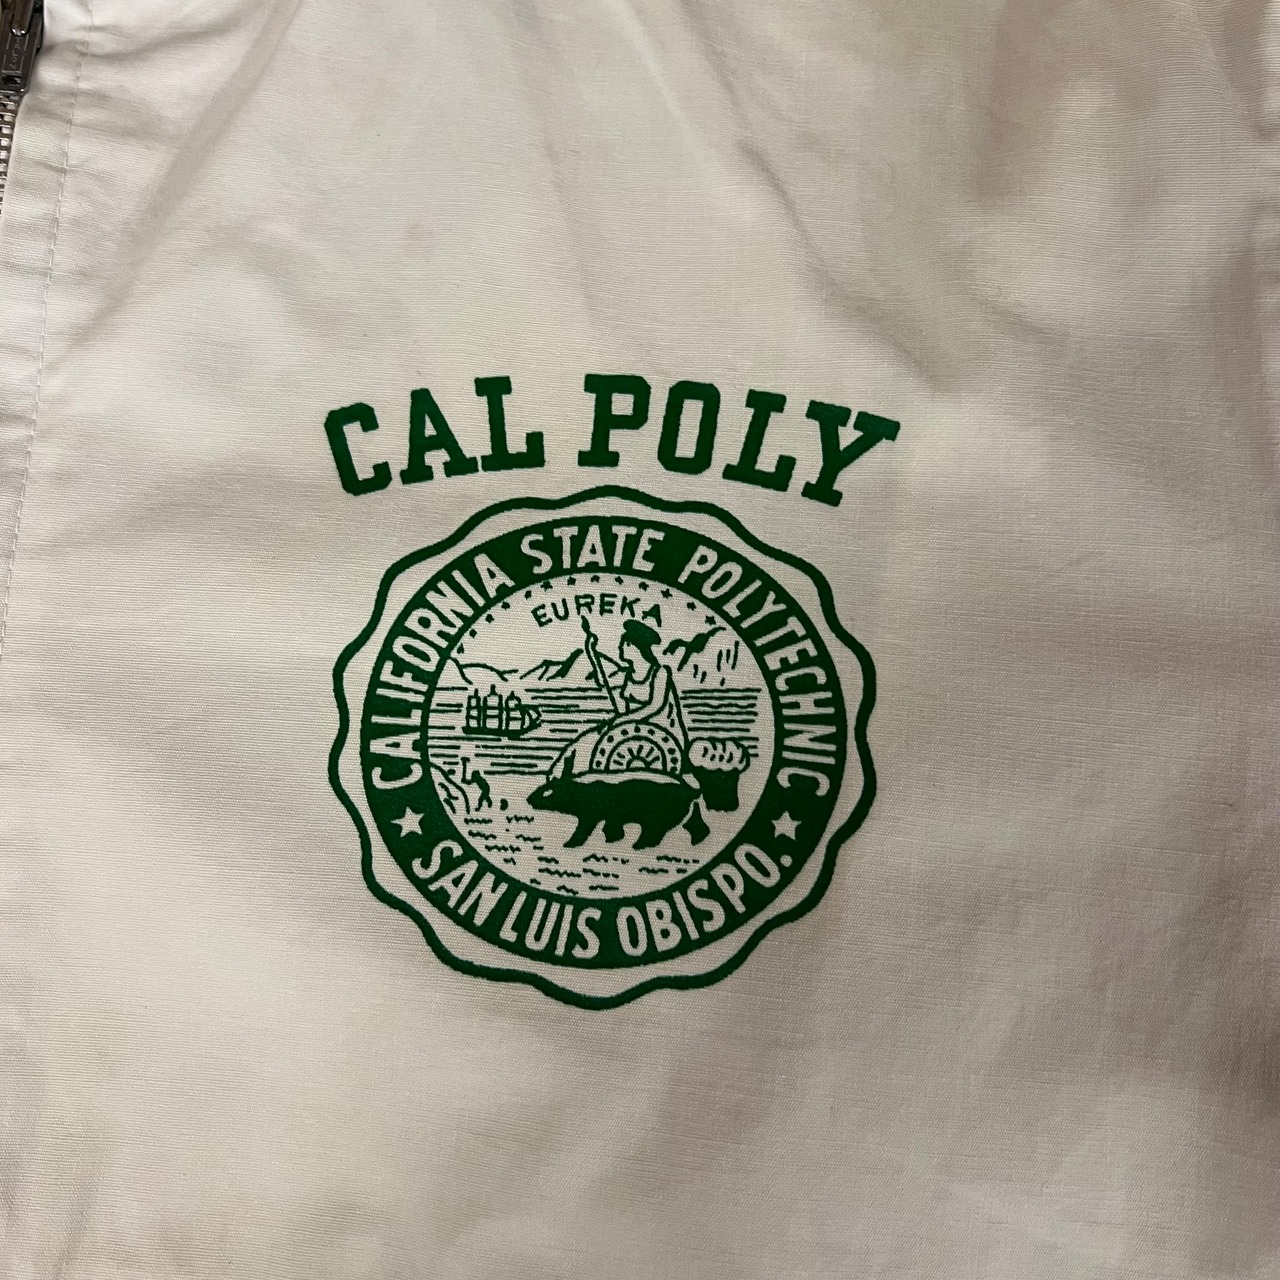 CAL POLY
CALIFORNIA STATE POLYTECHNIC
EUREKA
SAN LUIS OBISPO.